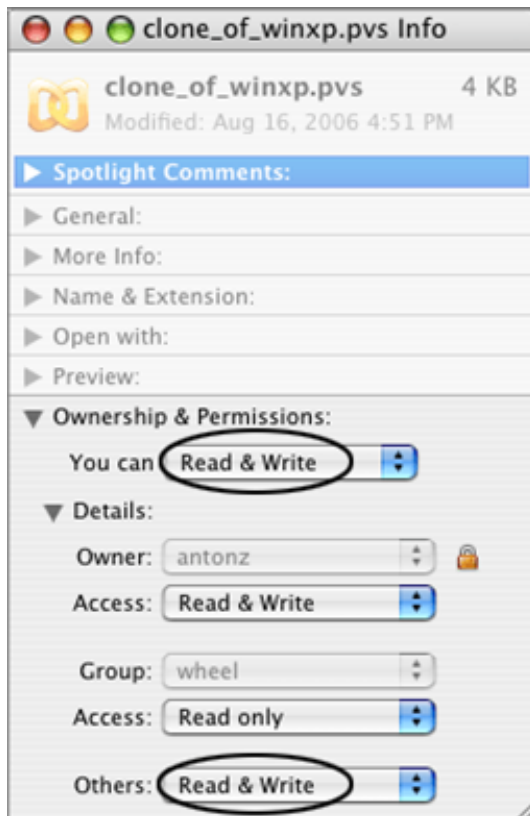 clone_of_winxp.pvs Info
clone_of_winxp.pvs 4 KB
Modified: Aug 16, 2006 4:51 PM
Spotlight Comments:
General:
More Info:
Name & Extension:
Open with:
Preview:
Ownership & Permissions:
You can Read & Write
Details:
Owner: antonz
Access: Read & Write
Group: wheel
Access: Read only
Others: Read & Write